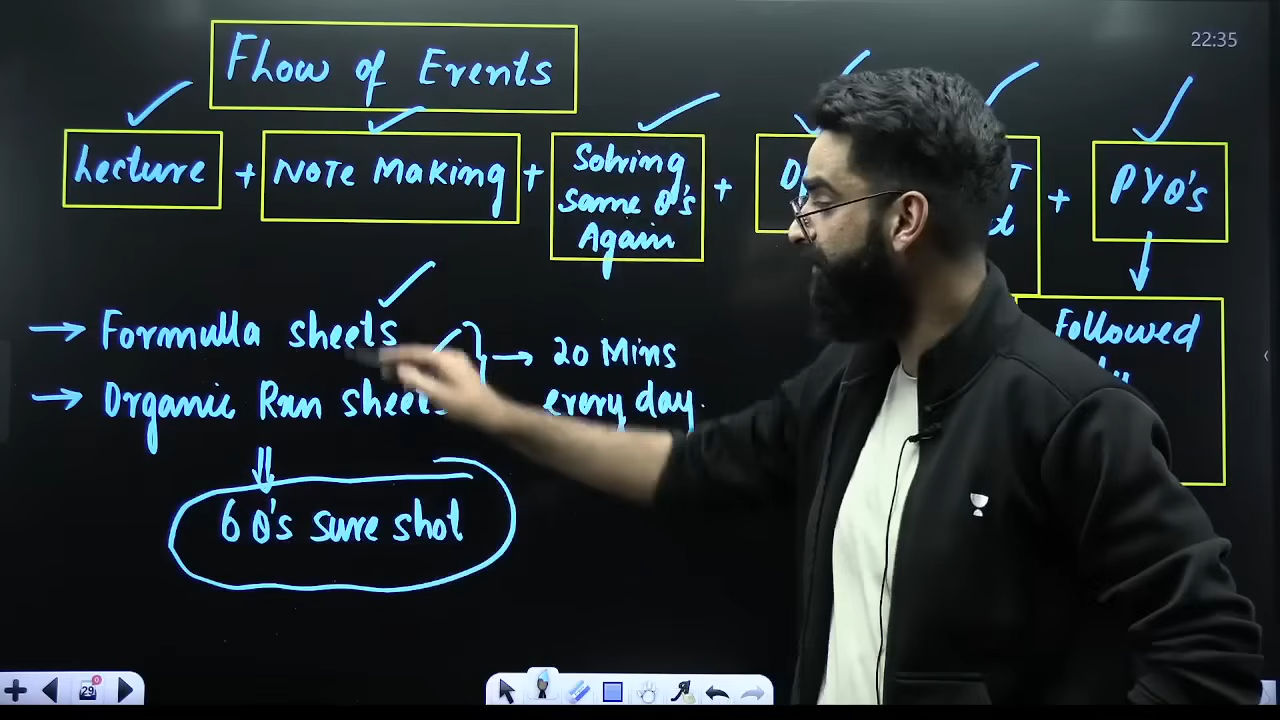 22:35
Flow of Events
Lecture + NOTE Making + Solving Same Q's Again + + PYQ's
→ Formulla sheets
→ Organic Rxn sheets
→ 20 Mins
every day.
6 Q's sure shot
Followed
29